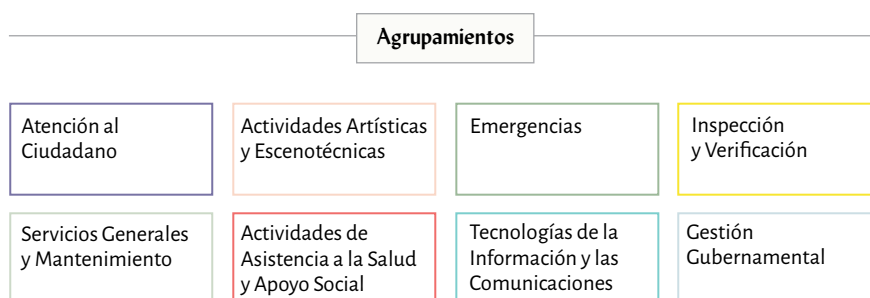 Agrupamientos
Atención al
Ciudadano
Actividades Artísticas
y Escenotécnicas
Emergencias
Inspección
y Verificación
Servicios Generales
y Mantenimiento
Actividades de
Asistencia a la Salud
y Apoyo Social
Tecnologías de la
Información y las
Comunicaciones
Gestión
Gubernamental